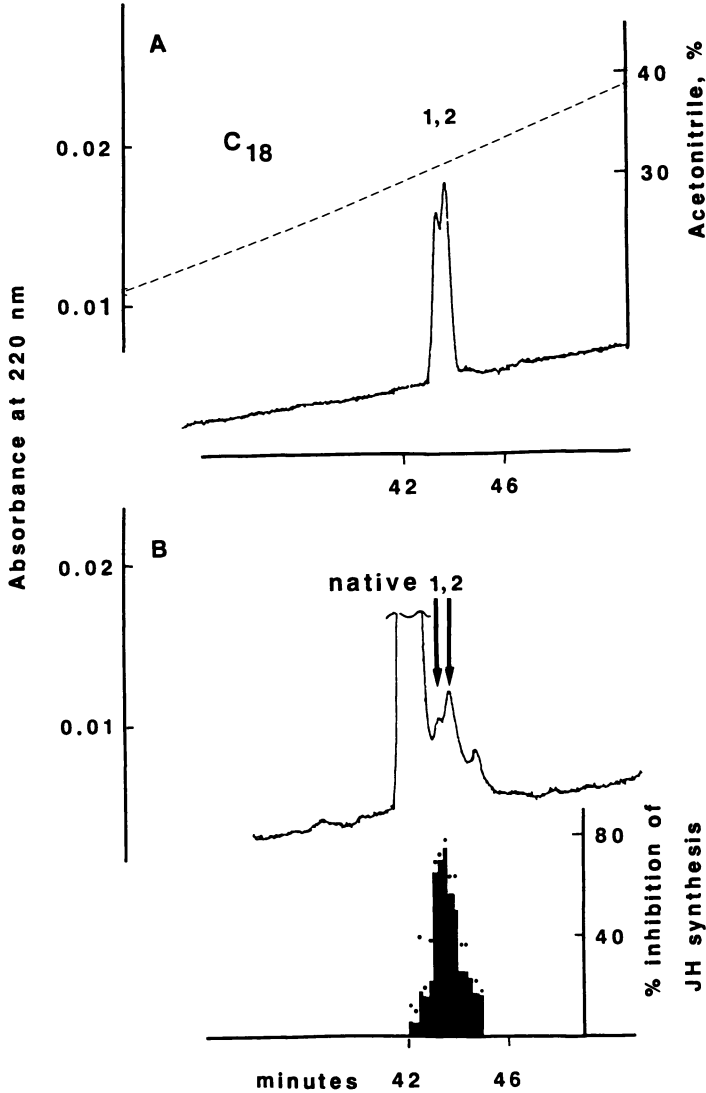 A
40
Acetonitrile, %
1,2
C18
0.02
30
0.01
Absorbance at 220 nm
42 46
B
0.02
native 1,2
0.01
80
% inhibition of
JH synthesis
40
minutes 42 46